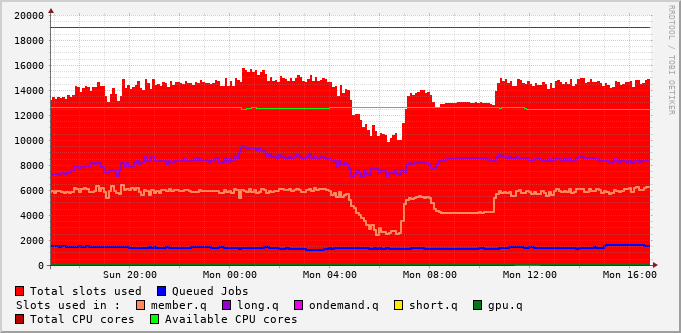 20000
18000
16000
14000
12000
10000
8000
6000
4000
2000
0
Sun 20:00 Mon 00:00 Mon 04:00 Mon 08:00 Mon 12:00 Mon 16:00
Total slots used Queued Jobs
Slots used in : member.q long.q ondemand.q short.q gpu.q
Total CPU cores Available CPU cores
RRDTOOL / TOBI OETIKER